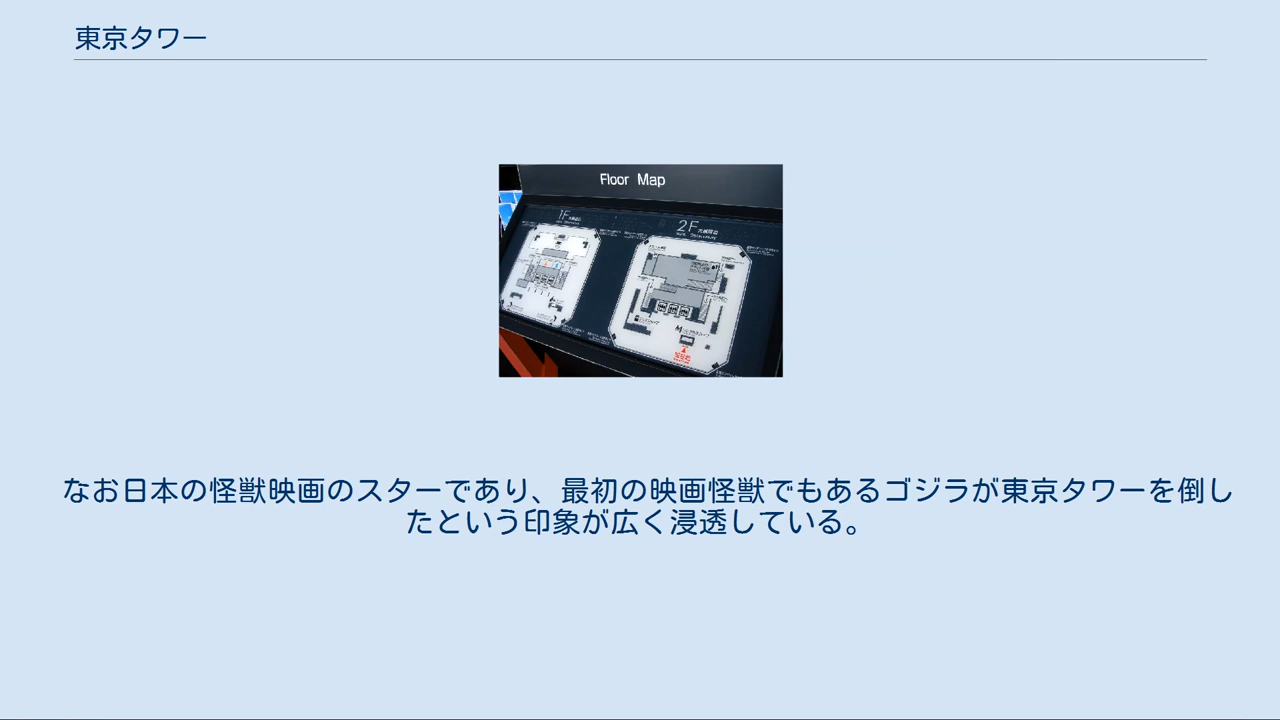 東京タワー
Floor Map
1F
2F
なお日本の怪獣映画のスターであり、最初の映画怪獣でもあるゴジラが東京タワーを倒し
たという印象が広く浸透している。